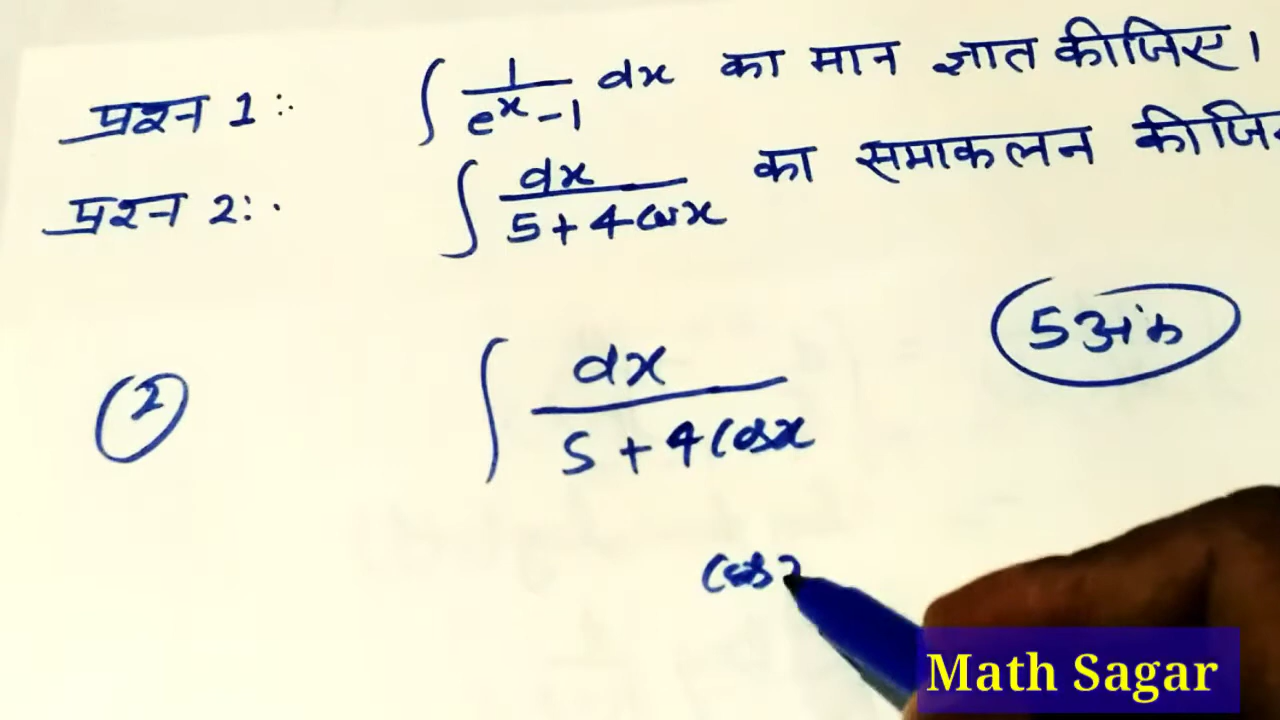 प्रश्न 1:. ∫ 1/(e^x-1) dx का मान ज्ञात कीजिए।
प्रश्न 2:. ∫ dx/(5+4cosx) का समाकलन कीजि
5 अंक
② ∫ dx/(5+4cosx)
cos
Math Sagar